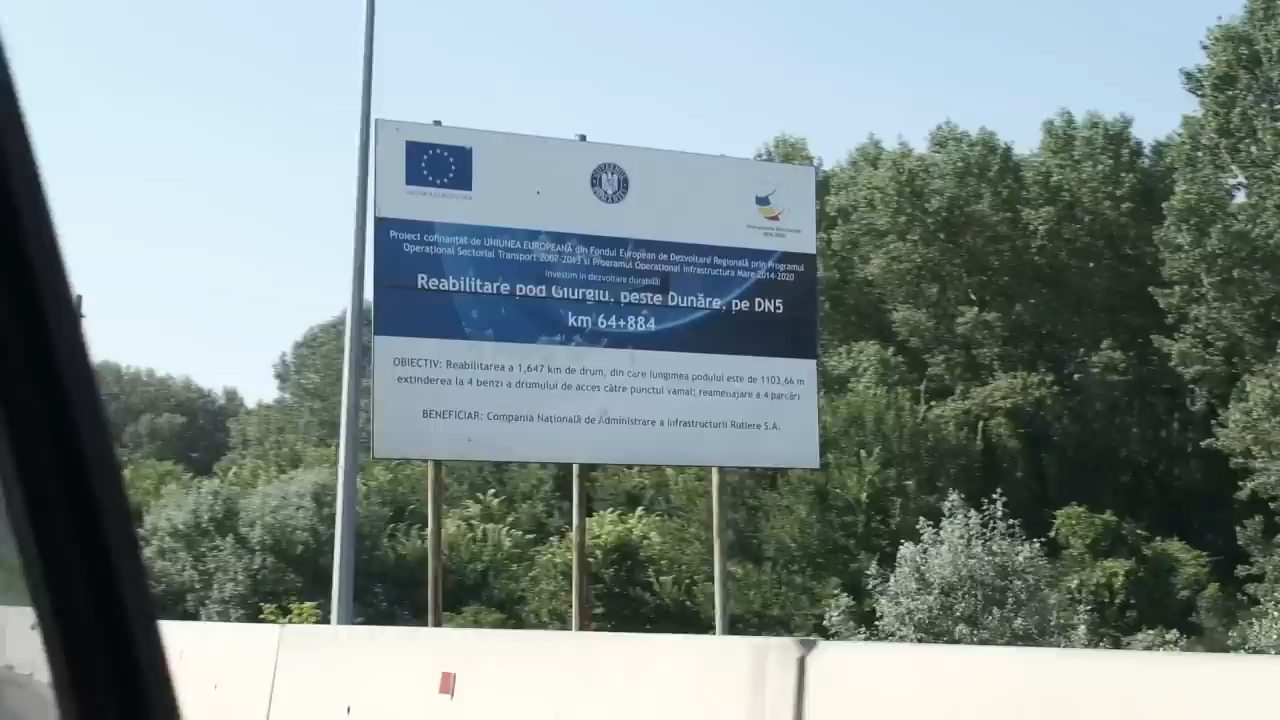 UNIUNEA EUROPEANĂ
Proiect cofinanțat de UNIUNEA EUROPEANĂ din Fondul European de Dezvoltare Regională prin Programul
Operațional Sectorial Transport 2007-2013 și Programul Operațional Infrastructura Mare 2014-2020
Investim în dezvoltare durabilă!
Reabilitare pod Giurgiu, peste Dunăre, pe DN5
km 64+884
OBIECTIV: Reabilitarea a 1,647 km de drum, din care lungimea podului este de 1103,66 m
extinderea la 4 benzi a drumului de acces către punctul vamal; reamenajare a 4 parcări
BENEFICIAR: Compania Națională de Administrare a Infrastructurii Rutiere S.A.